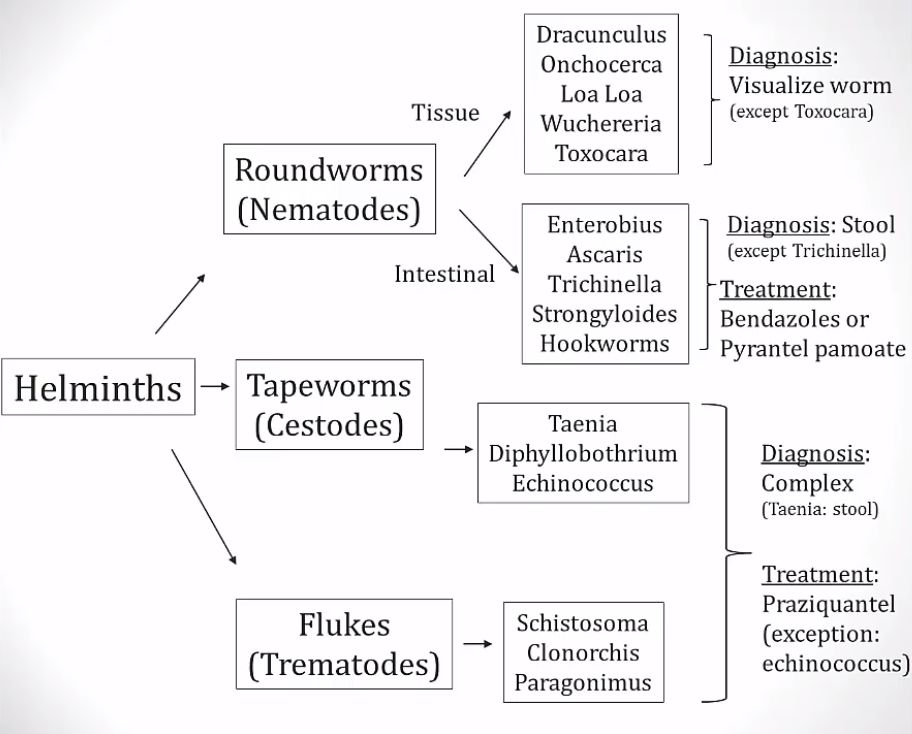 Helminths
Roundworms
(Nematodes)
Tissue
Dracunculus
Onchocerca
Loa Loa
Wuchereria
Toxocara
Diagnosis:
Visualize worm
(except Toxocara)
Intestinal
Enterobius
Ascaris
Trichinella
Strongyloides
Hookworms
Diagnosis: Stool
(except Trichinella)
Treatment:
Bendazoles or
Pyrantel pamoate
Tapeworms
(Cestodes)
Taenia
Diphyllobothrium
Echinococcus
Flukes
(Trematodes)
Schistosoma
Clonorchis
Paragonimus
Diagnosis:
Complex
(Taenia: stool)
Treatment:
Praziquantel
(exception:
echinococcus)